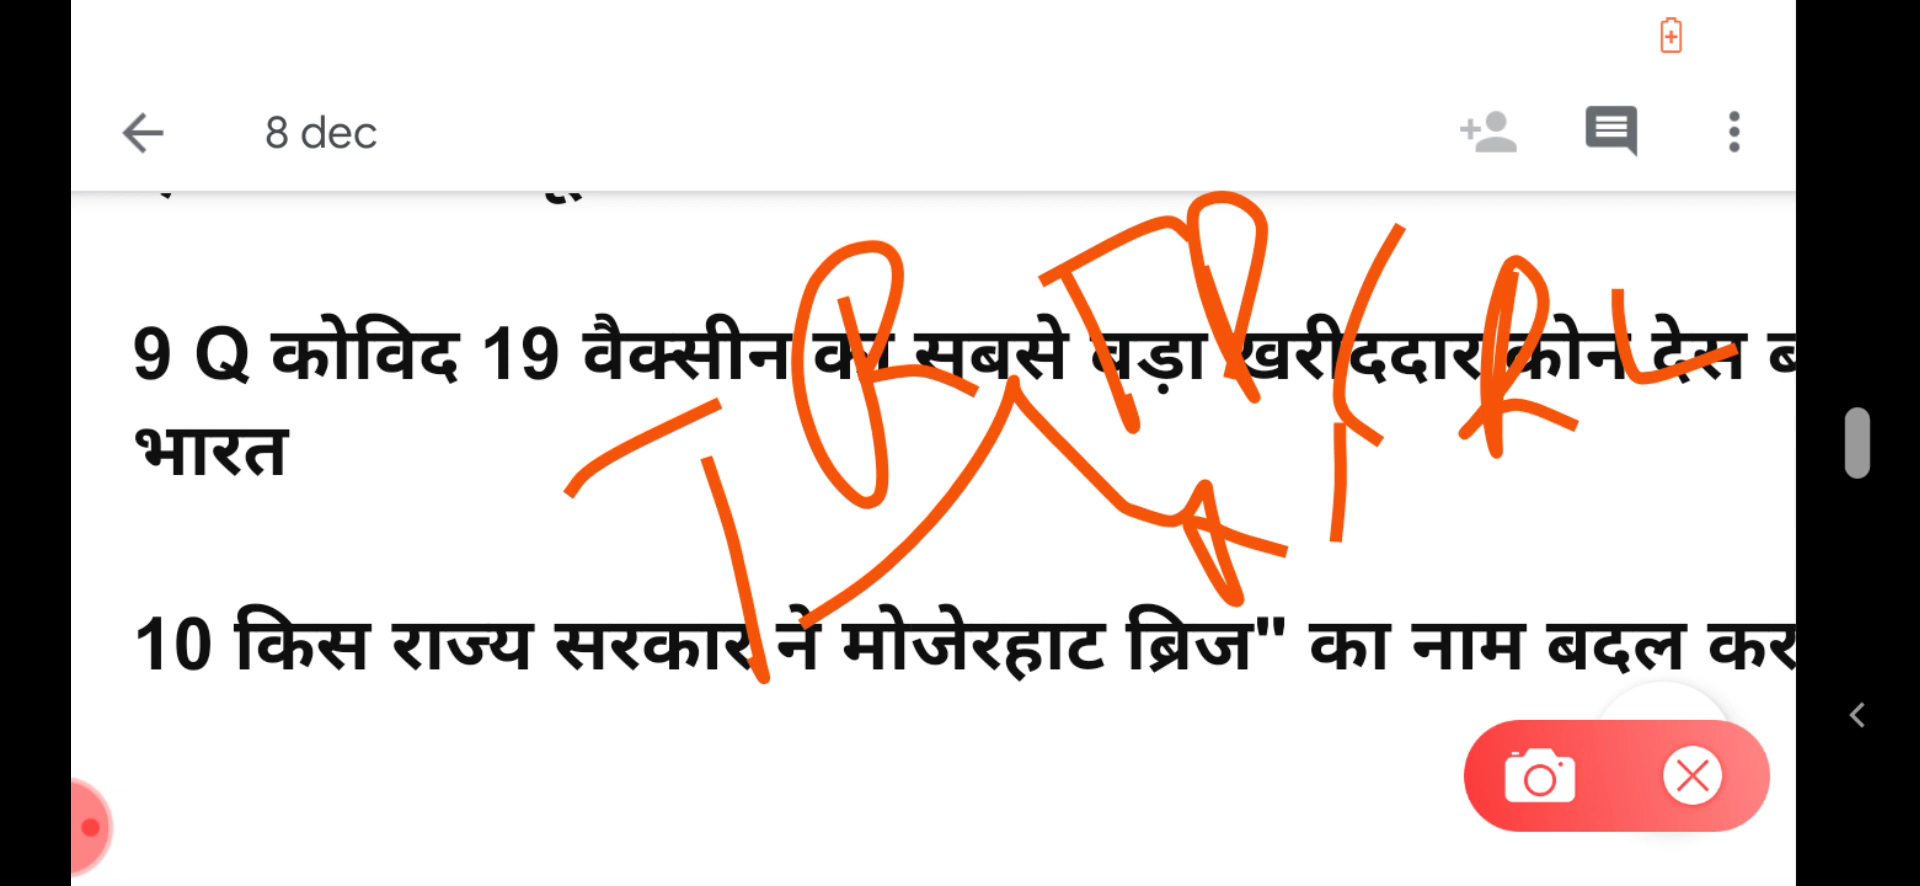 8 dec
9 Q कोविद 19 वैक्सीन का सबसे बड़ा खरीददार कोन देस
भारत
10 किस राज्य सरकार ने मोजेरहाट ब्रिज" का नाम बदल कर